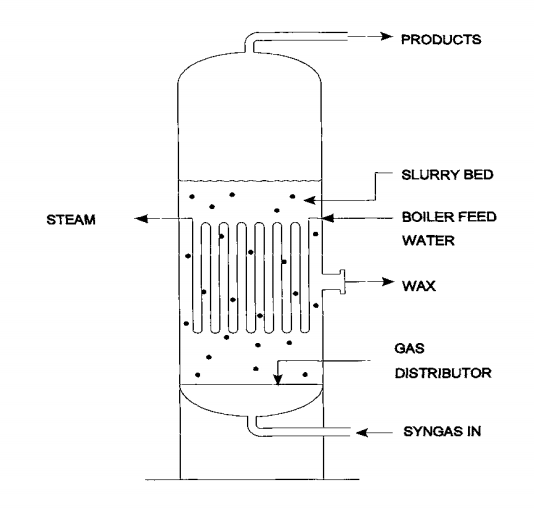 PRODUCTS
SLURRY BED
STEAM
BOILER FEED
WATER
WAX
GAS
DISTRIBUTOR
SYNGAS IN